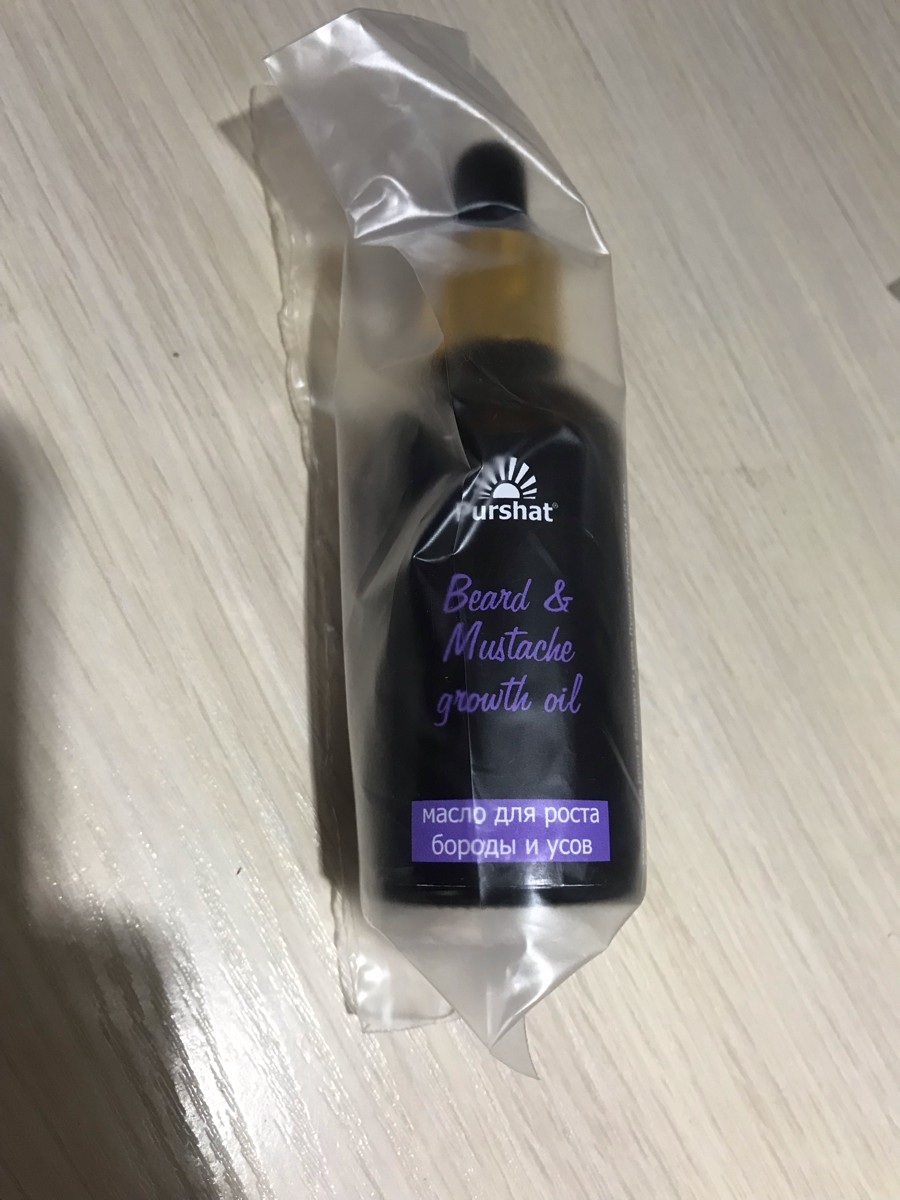 Purshat®
Beard &
Mustache
growth oil
масло для роста
бороды и усов